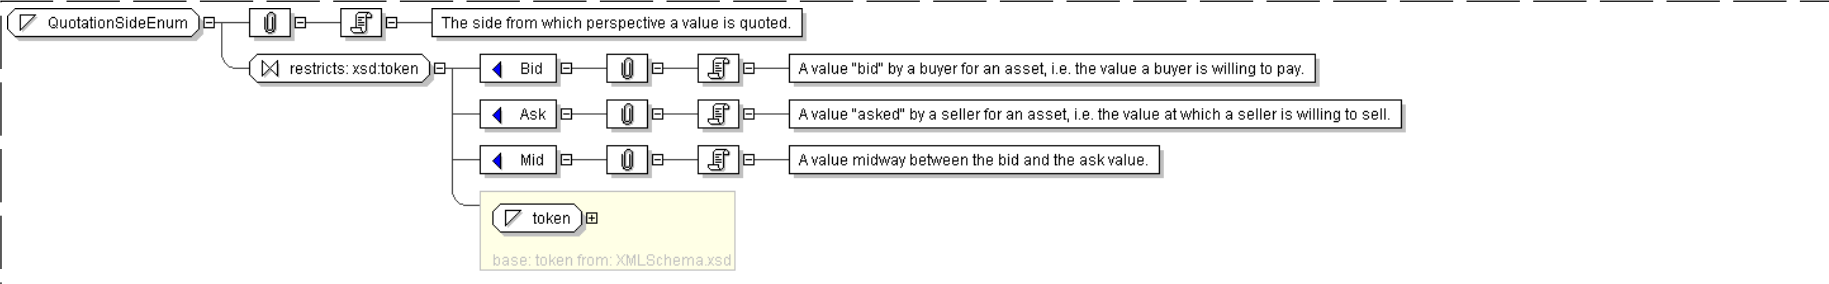 QuotationSideEnum The side from which perspective a value is quoted.
restricts: xsd:token Bid A value "bid" by a buyer for an asset, i.e. the value a buyer is willing to pay.
Ask A value "asked" by a seller for an asset, i.e. the value at which a seller is willing to sell.
Mid A value midway between the bid and the ask value.
token
base: token from: XMLSchema.xsd